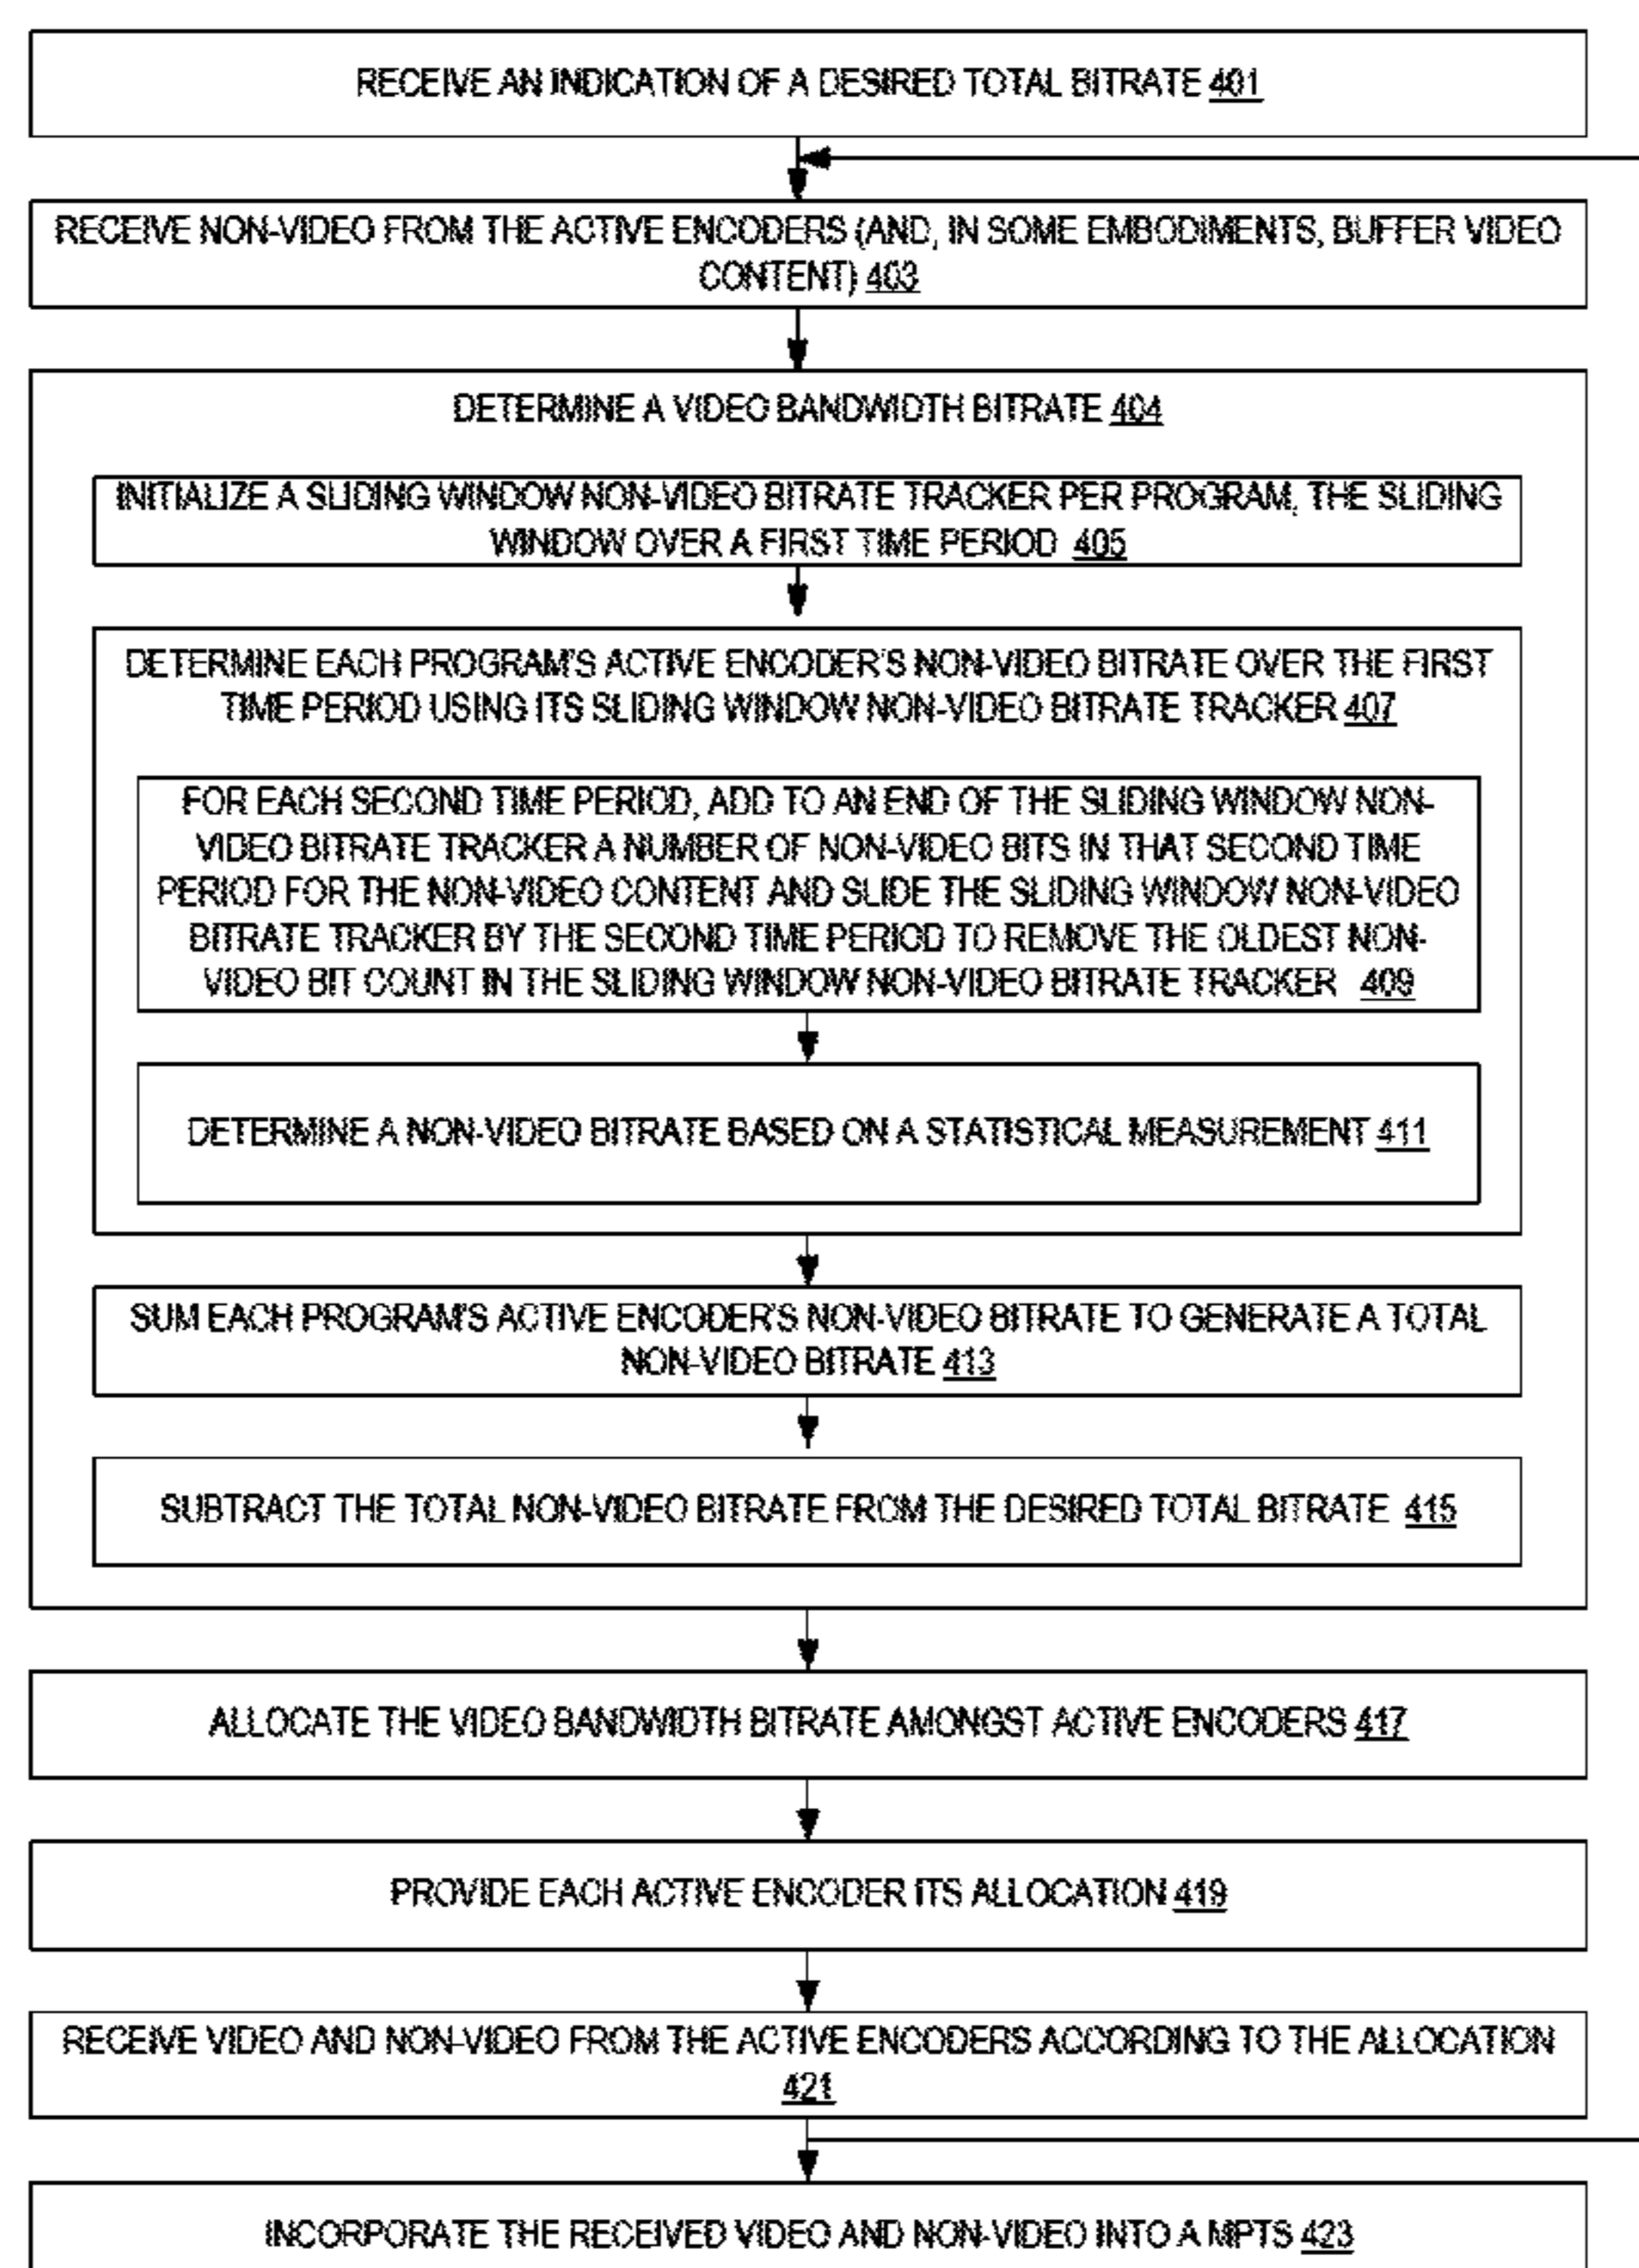 RECEIVE AN INDICATION OF A DESIRED TOTAL BITRATE 401
RECEIVE NON-VIDEO FROM THE ACTIVE ENCODERS (AND, IN SOME EMBODIMENTS, BUFFER VIDEO
CONTENT) 403
DETERMINE A VIDEO BANDWIDTH BITRATE 404
INITIALIZE A SLIDING WINDOW NON-VIDEO BITRATE TRACKER PER PROGRAM, THE SLIDING
WINDOW OVER A FIRST TIME PERIOD 405
DETERMINE EACH PROGRAM'S ACTIVE ENCODER'S NON-VIDEO BITRATE OVER THE FIRST
TIME PERIOD USING ITS SLIDING WINDOW NON-VIDEO BITRATE TRACKER 407
FOR EACH SECOND TIME PERIOD, ADD TO AN END OF THE SLIDING WINDOW NON-
VIDEO BITRATE TRACKER A NUMBER OF NON-VIDEO BITS IN THAT SECOND TIME
PERIOD FOR THE NON-VIDEO CONTENT AND SLIDE THE SLIDING WINDOW NON-VIDEO
BITRATE TRACKER BY THE SECOND TIME PERIOD TO REMOVE THE OLDEST NON-
VIDEO BIT COUNT IN THE SLIDING WINDOW NON-VIDEO BITRATE TRACKER 409
DETERMINE A NON-VIDEO BITRATE BASED ON A STATISTICAL MEASUREMENT 411
SUM EACH PROGRAM'S ACTIVE ENCODER'S NON-VIDEO BITRATE TO GENERATE A TOTAL
NON-VIDEO BITRATE 413
SUBTRACT THE TOTAL NON-VIDEO BITRATE FROM THE DESIRED TOTAL BITRATE 415
ALLOCATE THE VIDEO BANDWIDTH BITRATE AMONGST ACTIVE ENCODERS 417
PROVIDE EACH ACTIVE ENCODER ITS ALLOCATION 419
RECEIVE VIDEO AND NON-VIDEO FROM THE ACTIVE ENCODERS ACCORDING TO THE ALLOCATION
421
INCORPORATE THE RECEIVED VIDEO AND NON-VIDEO INTO A MPTS 423